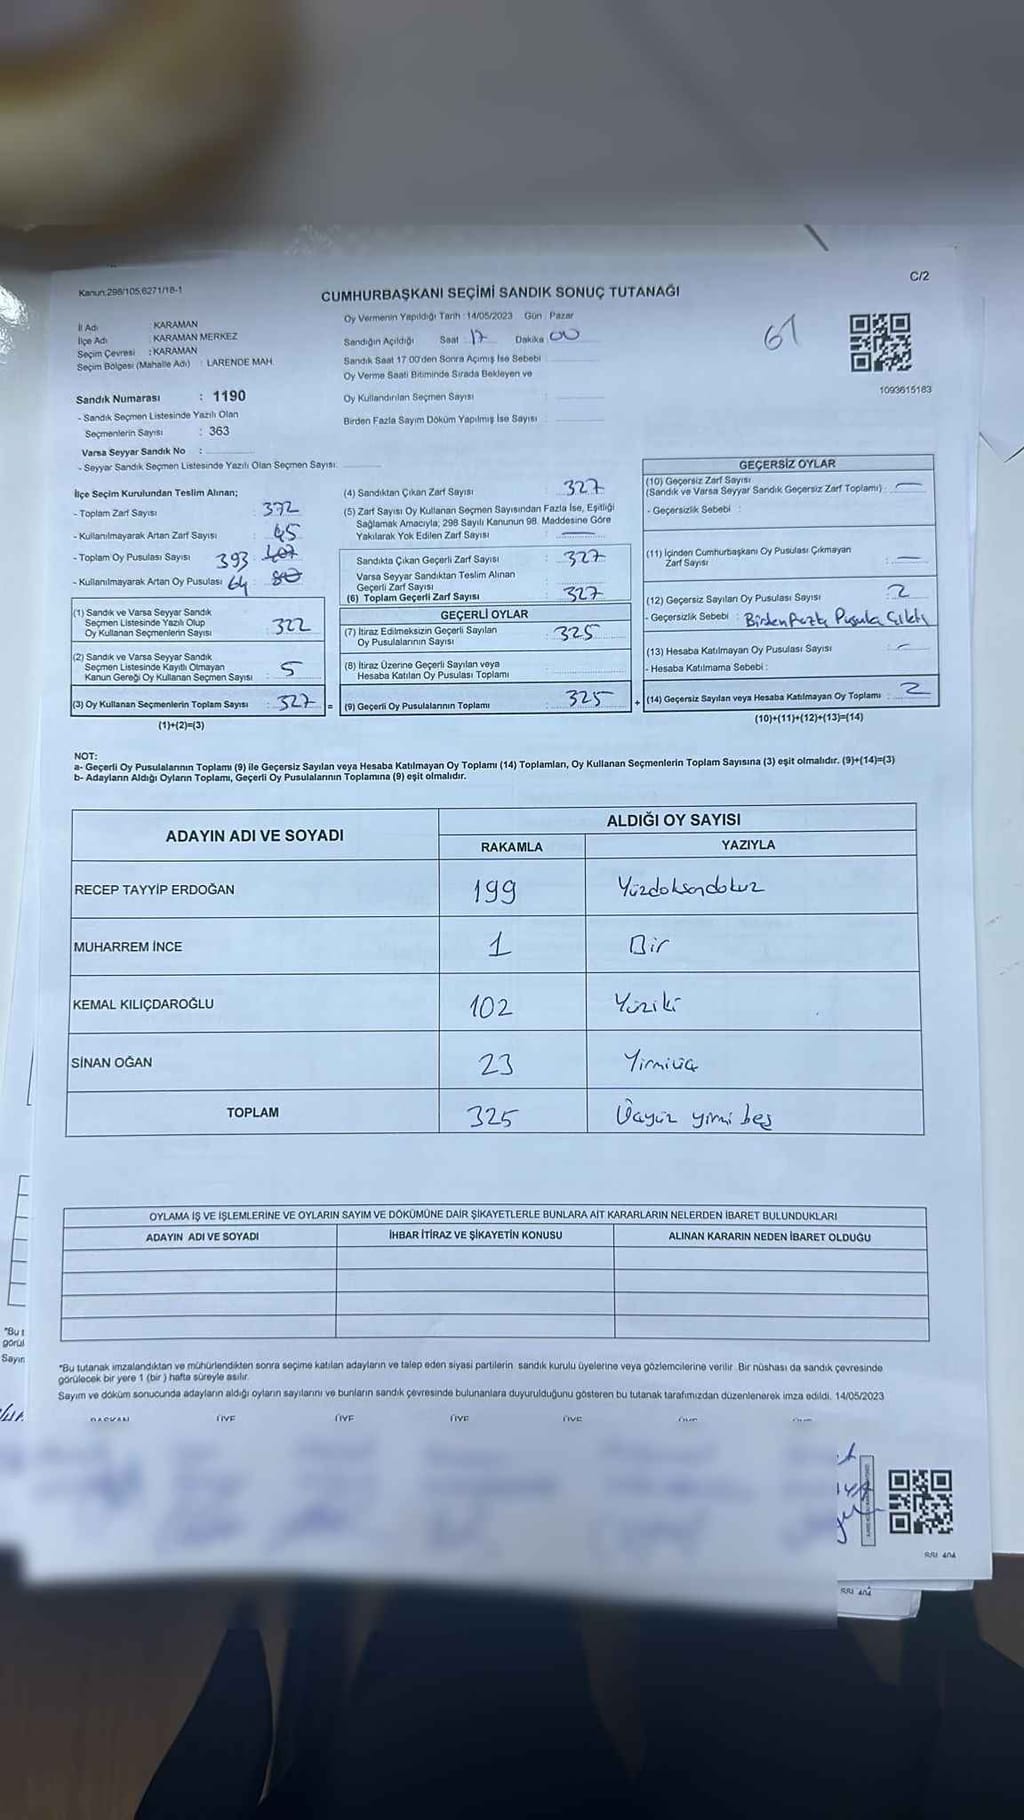 C/2
Kanun:298/105,6271/18-1
CUMHURBAŞKANI SEÇİMİ SANDIK SONUÇ TUTANAĞI
İl Adı : KARAMAN
İlçe Adı : KARAMAN MERKEZ
Seçim Çevresi : KARAMAN
Seçim Bölgesi (Mahalle Adı) : LARENDE MAH.
Sandık Numarası : 1190
- Sandık Seçmen Listesinde Yazılı Olan
Seçmenlerin Sayısı : 363
Varsa Seyyar Sandık No :
- Seyyar Sandık Seçmen Listesinde Yazılı Olan Seçmen Sayısı:
Oy Vermenin Yapıldığı Tarih : 14/05/2023 Gün : Pazar
Sandığın Açıldığı Saat : 17 Dakika : 00
Sandık Saat 17.00'den Sonra Açımış İse Sebebi :
Oy Verme Saati Bitiminde Sırada Bekleyen ve
Oy Kullandırılan Seçmen Sayısı :
Birden Fazla Sayım Döküm Yapılmış İse Sayısı :
61
1093615163
İlçe Seçim Kurulundan Teslim Alınan;
- Toplam Zarf Sayısı : 372
- Kullanılmayarak Artan Zarf Sayısı : 45
- Toplam Oy Pusulası Sayısı : 393
- Kullanılmayarak Artan Oy Pusulası : 64 80
(1) Sandık ve Varsa Seyyar Sandık
Seçmen Listesinde Yazılı Olup
Oy Kullanan Seçmenlerin Sayısı : 322
(2) Sandık ve Varsa Seyyar Sandık
Seçmen Listesinde Kayıtlı Olmayan
Kanun Gereği Oy Kullanan Seçmen Sayısı : 5
(3) Oy Kullanan Seçmenlerin Toplam Sayısı : 327 =
(1)+(2)=(3)
(4) Sandıktan Çıkan Zarf Sayısı : 327
(5) Zarf Sayısı Oy Kullanan Seçmen Sayısından Fazla İse, Eşitliği
Sağlamak Amacıyla; 298 Sayılı Kanunun 98. Maddesine Göre
Yakılarak Yok Edilen Zarf Sayısı : —
Sandıkta Çıkan Geçerli Zarf Sayısı : 327
Varsa Seyyar Sandıktan Teslim Alınan
Geçerli Zarf Sayısı :
(6) Toplam Geçerli Zarf Sayısı : 327
GEÇERLİ OYLAR
(7) İtiraz Edilmeksizin Geçerli Sayılan
Oy Pusulalarının Sayısı : 325
(8) İtiraz Üzerine Geçerli Sayılan veya
Hesaba Katılan Oy Pusulası Toplamı :
(9) Geçerli Oy Pusulalarının Toplamı : 325 +
GEÇERSİZ OYLAR
(10) Geçersiz Zarf Sayısı
(Sandık ve Varsa Seyyar Sandık Geçersiz Zarf Toplamı) : —
- Geçersizlik Sebebi :
(11) İçinden Cumhurbaşkanı Oy Pusulası Çıkmayan
Zarf Sayısı : —
(12) Geçersiz Sayılan Oy Pusulası Sayısı : 2
- Geçersizlik Sebebi : Birden Fazla Pusula Çıktı
(13) Hesaba Katılmayan Oy Pusulası Sayısı : —
- Hesaba Katılmama Sebebi :
(14) Geçersiz Sayılan veya Hesaba Katılmayan Oy Toplamı : 2
(10)+(11)+(12)+(13)=(14)
NOT:
a- Geçerli Oy Pusulalarının Toplamı (9) ile Geçersiz Sayılan veya Hesaba Katılmayan Oy Toplamı (14) Toplamları, Oy Kullanan Seçmenlerin Toplam Sayısına (3) eşit olmalıdır. (9)+(14)=(3)
b- Adayların Aldığı Oyların Toplamı, Geçerli Oy Pusulalarının Toplamına (9) eşit olmalıdır.
ADAYIN ADI VE SOYADI ALDIĞI OY SAYISI
RAKAMLA YAZIYLA
RECEP TAYYİP ERDOĞAN 199 Yüzdoksandokuz
MUHARREM İNCE 1 Bir
KEMAL KILIÇDAROĞLU 102 Yüziki
SİNAN OĞAN 23 Yirmiüç
TOPLAM 325 Üçyüz yirmi beş
OYLAMA İŞ VE İŞLEMLERİNE VE OYLARIN SAYIM VE DÖKÜMÜNE DAİR ŞİKAYETLERLE BUNLARA AİT KARARLARIN NELERDEN İBARET BULUNDUKLARI
ADAYIN ADI VE SOYADI İHBAR İTİRAZ VE ŞİKAYETİN KONUSU ALINAN KARARIN NEDEN İBARET OLDUĞU
*Bu tutanak imzalandıktan ve mühürlendikten sonra seçime katılan adayların ve talep eden siyasi partilerin sandık kurulu üyelerine veya gözlemcilerine verilir. Bir nüshası da sandık çevresinde
görülecek bir yere 1 (bir ) hafta süreyle asılır.
Sayım ve döküm sonucunda adayların aldığı oyların sayılarını ve bunların sandık çevresinde bulunanlara duyurulduğunu gösteren bu tutanak tarafımızdan düzenlenerek imza edildi. 14/05/2023
*Bu t
görül
Sayım
BAŞKAN ÜYE ÜYE ÜYE ÜYE ÜYE